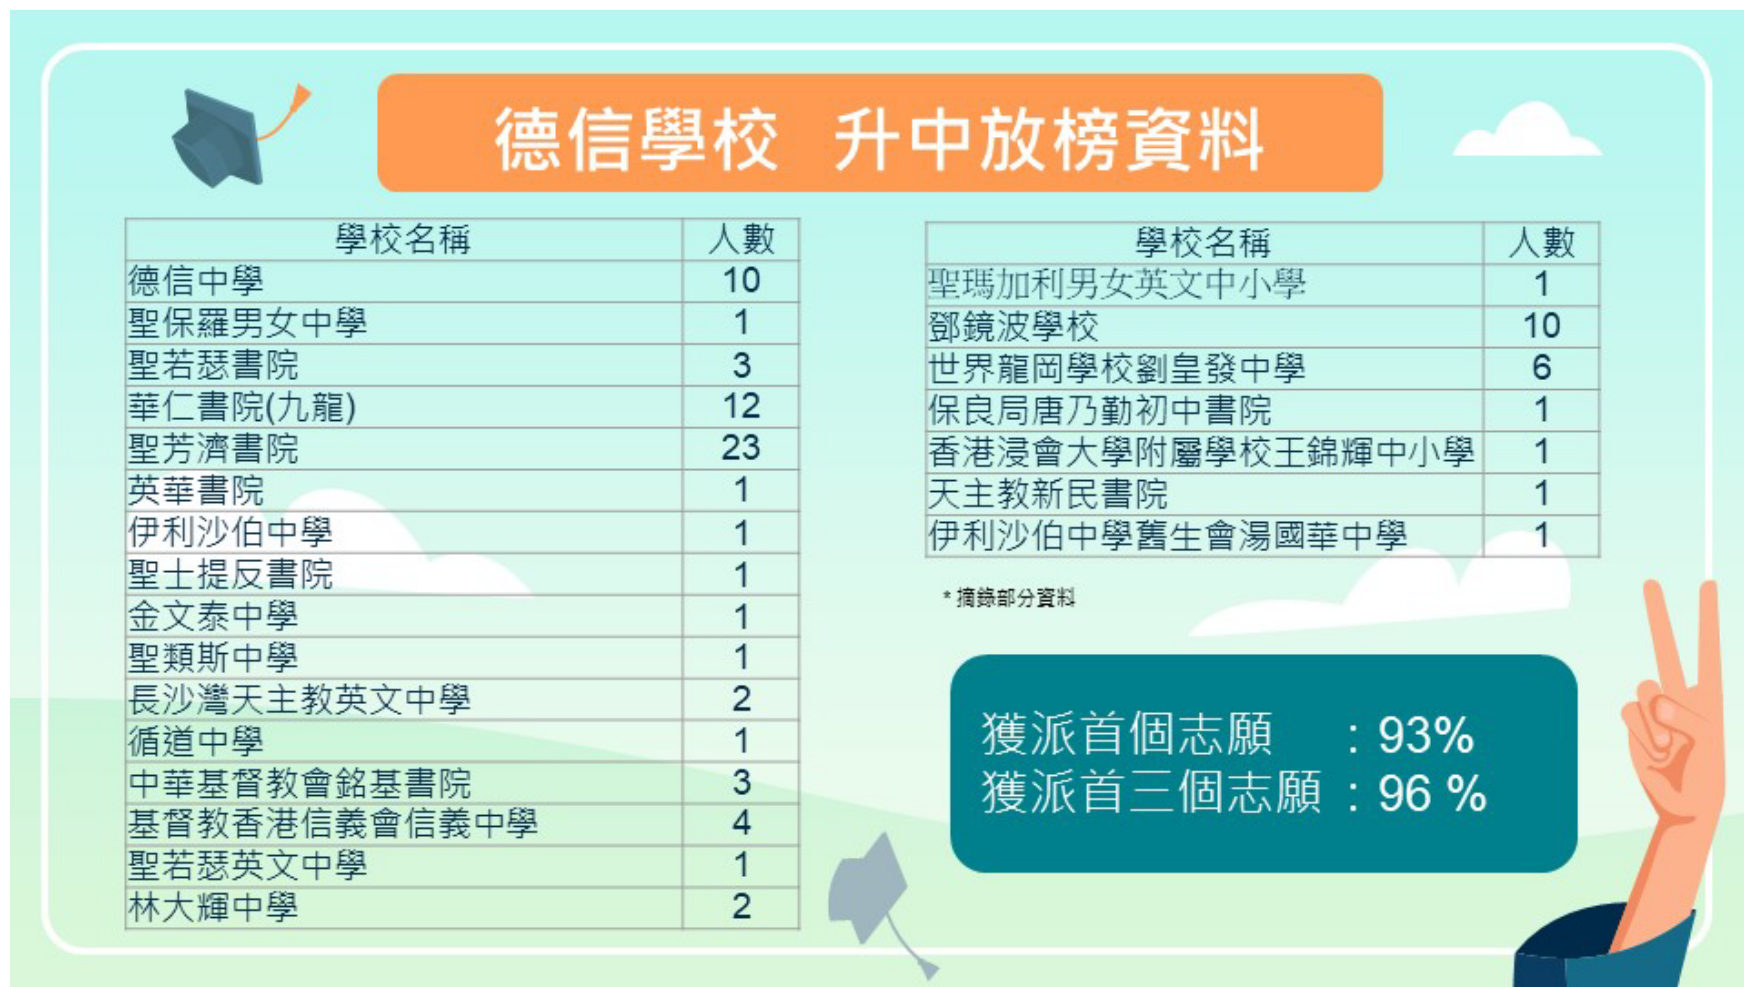 德信學校 升中放榜資料
學校名稱 人數
德信中學 10
聖保羅男女中學 1
聖若瑟書院 3
華仁書院(九龍) 12
聖芳濟書院 23
英華書院 1
伊利沙伯中學 1
聖士提反書院 1
金文泰中學 1
聖類斯中學 1
長沙灣天主教英文中學 2
循道中學 1
中華基督教會銘基書院 3
基督教香港信義會信義中學 4
聖若瑟英文中學 1
林大輝中學 2
學校名稱 人數
聖瑪加利男女英文中小學 1
鄧鏡波學校 10
世界龍岡學校劉皇發中學 6
保良局唐乃勤初中書院 1
香港浸會大學附屬學校王錦輝中小學 1
天主教新民書院 1
伊利沙伯中學舊生會湯國華中學 1
* 摘錄部分資料
獲派首個志願 : 93%
獲派首三個志願 : 96 %